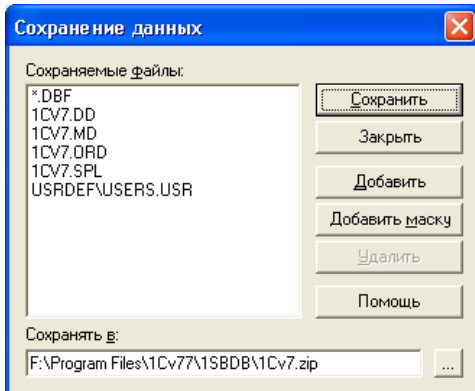 Сохранение данных
Сохраняемые файлы:
*.DBF
1CV7.DD
1CV7.MD
1CV7.ORD
1CV7.SPL
USRDEF\USERS.USR
Сохранить
Закрыть
Добавить
Добавить маску
Удалить
Помощь
Сохранять в:
F:\Program Files\1Cv77\1SBDB\1Cv7.zip
...